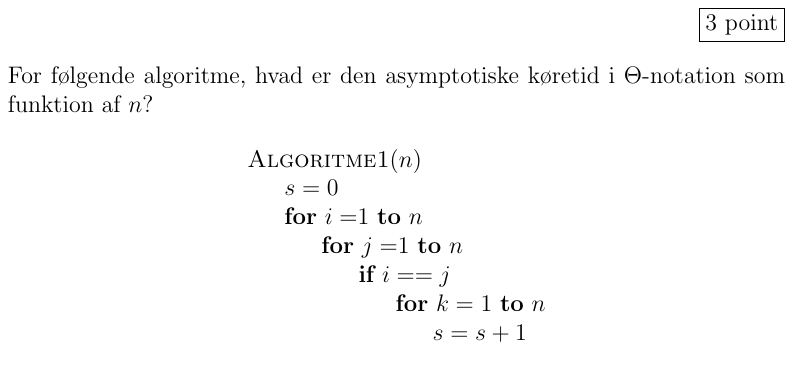 3 point
For følgende algoritme, hvad er den asymptotiske køretid i Θ-notation som
funktion af n?
ALGORITME1(n)
s = 0
for i =1 to n
for j =1 to n
if i == j
for k = 1 to n
s = s + 1